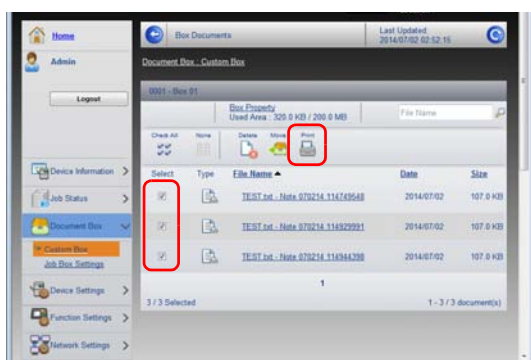 Home
Admin
Logout
Device Information
Job Status
Document Box
Custom Box
Job Box Settings
Device Settings
Function Settings
Network Settings
Box Documents
Last Updated
2014/07/02 02:52:15
Document Box : Custom Box
0001 - Box 01
Box Property
Used Area : 320.0 KB / 200.0 MB
File Name
Check All None Delete Move Print
Select Type File Name Date Size
TEST.txt - Note 070214 114749548 2014/07/02 107.0 KB
TEST.txt - Note 070214 114929991 2014/07/02 107.0 KB
TEST.txt - Note 070214 114944398 2014/07/02 107.0 KB
1
3 / 3 Selected 1 - 3 / 3 document(s)